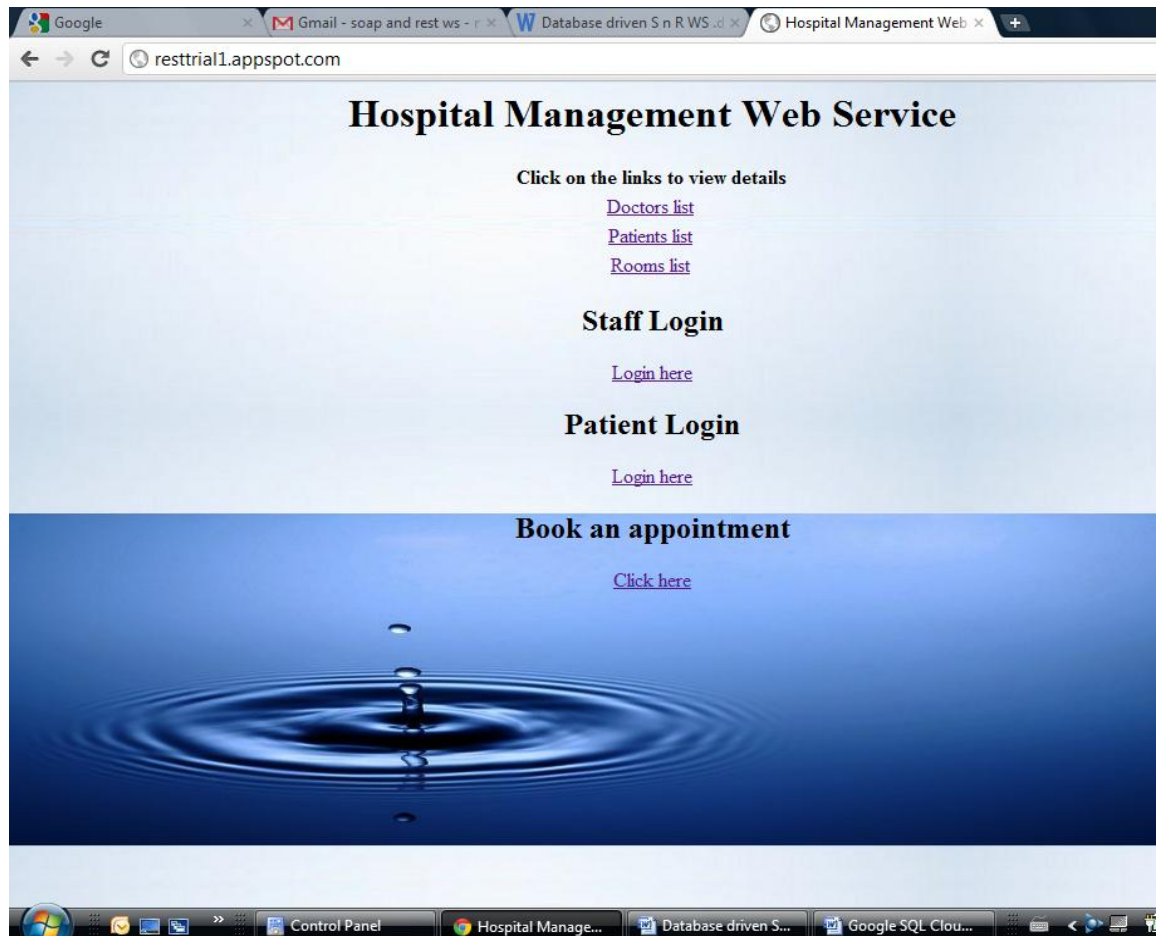 Google
Gmail - soap and rest ws - r
Database driven S n R WS .d
Hospital Management Web
resttrial1.appspot.com
Hospital Management Web Service
Click on the links to view details
Doctors list
Patients list
Rooms list
Staff Login
Login here
Patient Login
Login here
Book an appointment
Click here
Control Panel
Hospital Manage...
Database driven S...
Google SQL Clou...